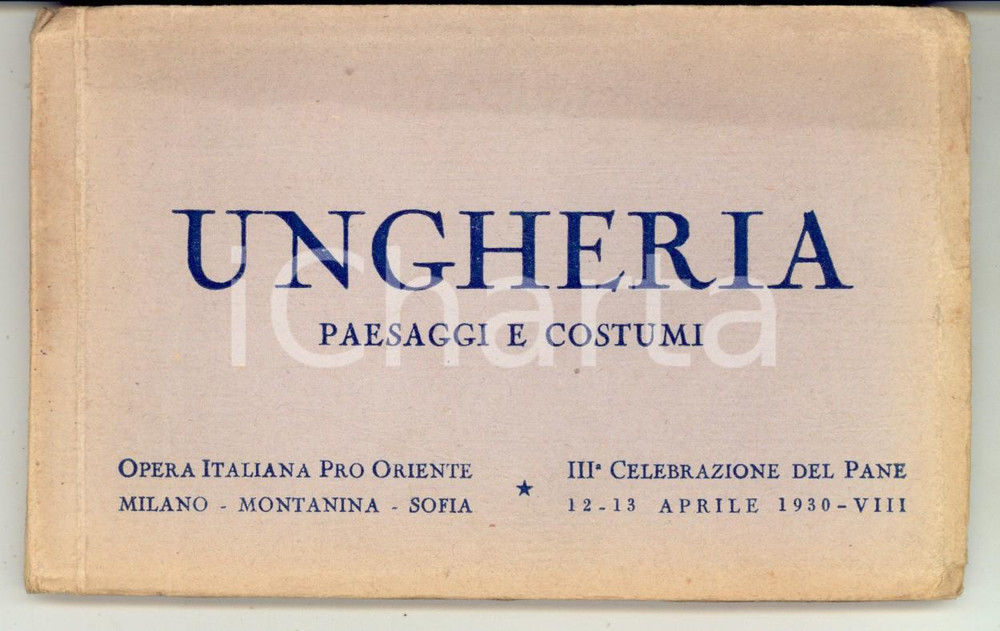 UNGHERIA
iCharta
PAESAGGI E COSTUMI
OPERA ITALIANA PRO ORIENTE
MILANO - MONTANINA - SOFIA
★
IIIª CELEBRAZIONE DEL PANE
12-13 APRILE 1930-VIII